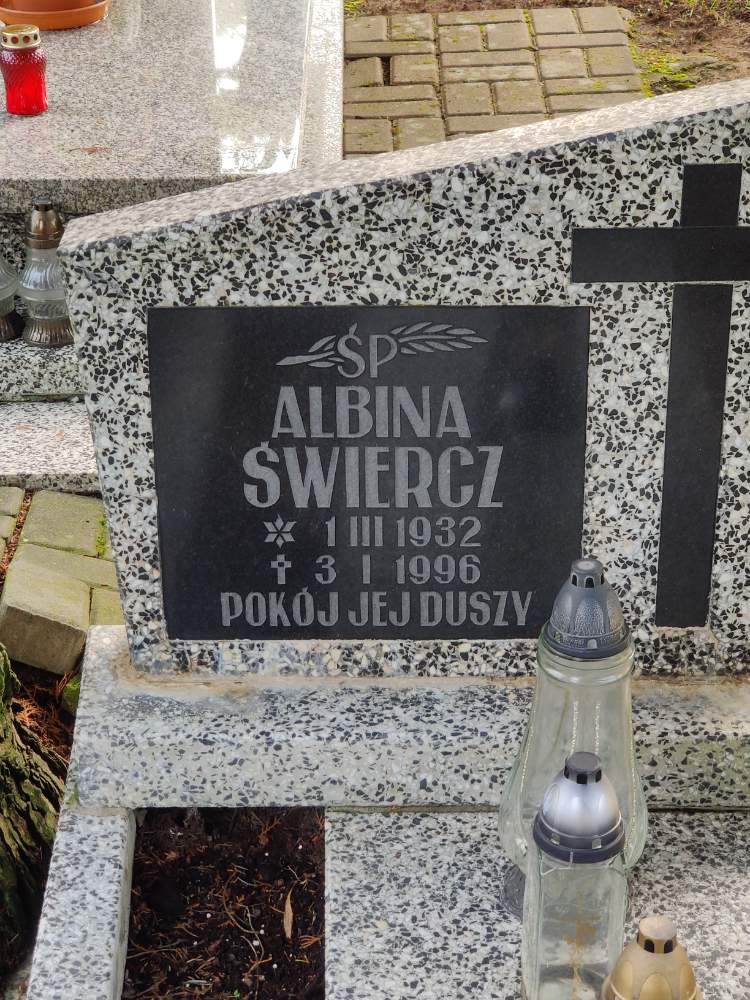 ŚP
ALBINA
ŚWIERCZ
* 1 III 1932
✝ 3 I 1996
POKÓJ JEJ DUSZY